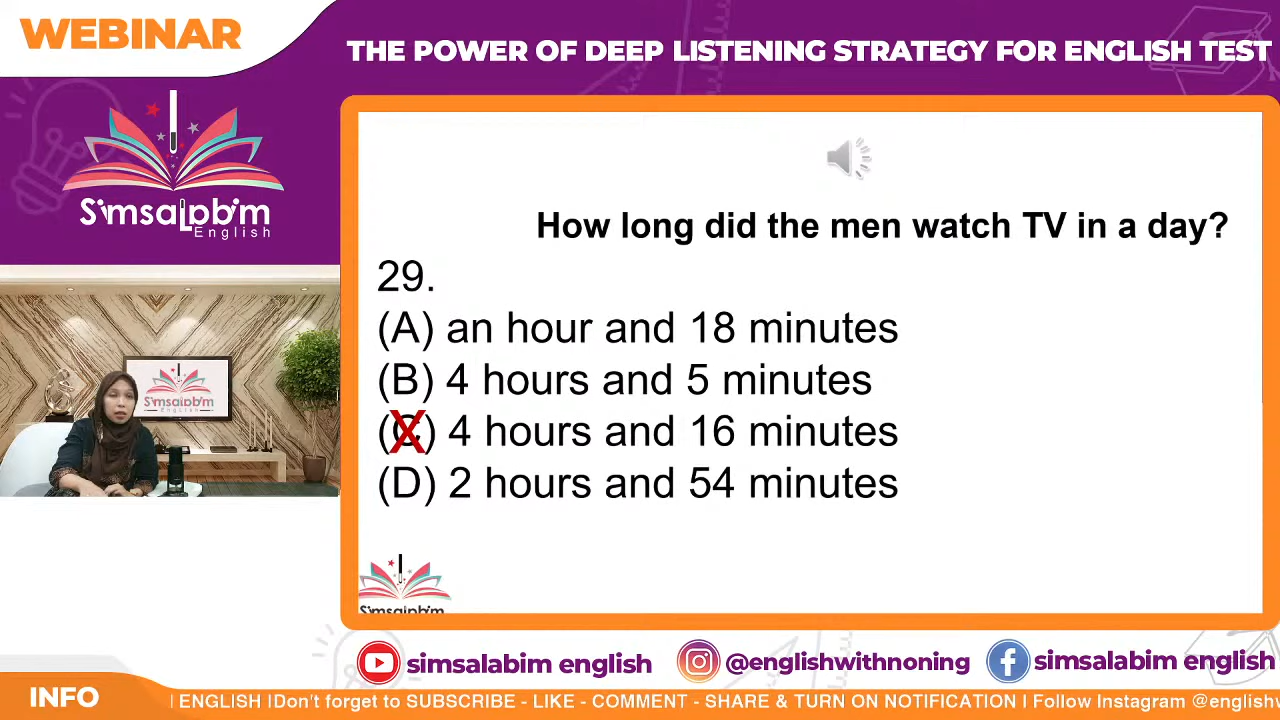 WEBINAR
THE POWER OF DEEP LISTENING STRATEGY FOR ENGLISH TEST
Simsalabim
English
How long did the men watch TV in a day?
29.
(A) an hour and 18 minutes
(B) 4 hours and 5 minutes
(C) 4 hours and 16 minutes
(D) 2 hours and 54 minutes
Simsalabim
English
Simsalabim
simsalabim english
@englishwithnoning
simsalabim english
INFO
ENGLISH I Don't forget to SUBSCRIBE - LIKE - COMMENT - SHARE & TURN ON NOTIFICATION I Follow Instagram @englishw